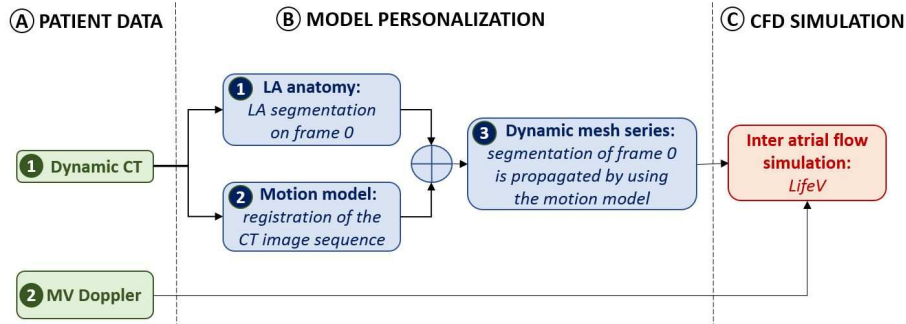 A PATIENT DATA
B MODEL PERSONALIZATION
C CFD SIMULATION
1 Dynamic CT
2 MV Doppler
1 LA anatomy:
LA segmentation
on frame 0
2 Motion model:
registration of the
CT image sequence
3 Dynamic mesh series:
segmentation of frame 0
is propagated by using
the motion model
Inter atrial flow
simulation:
LifeV